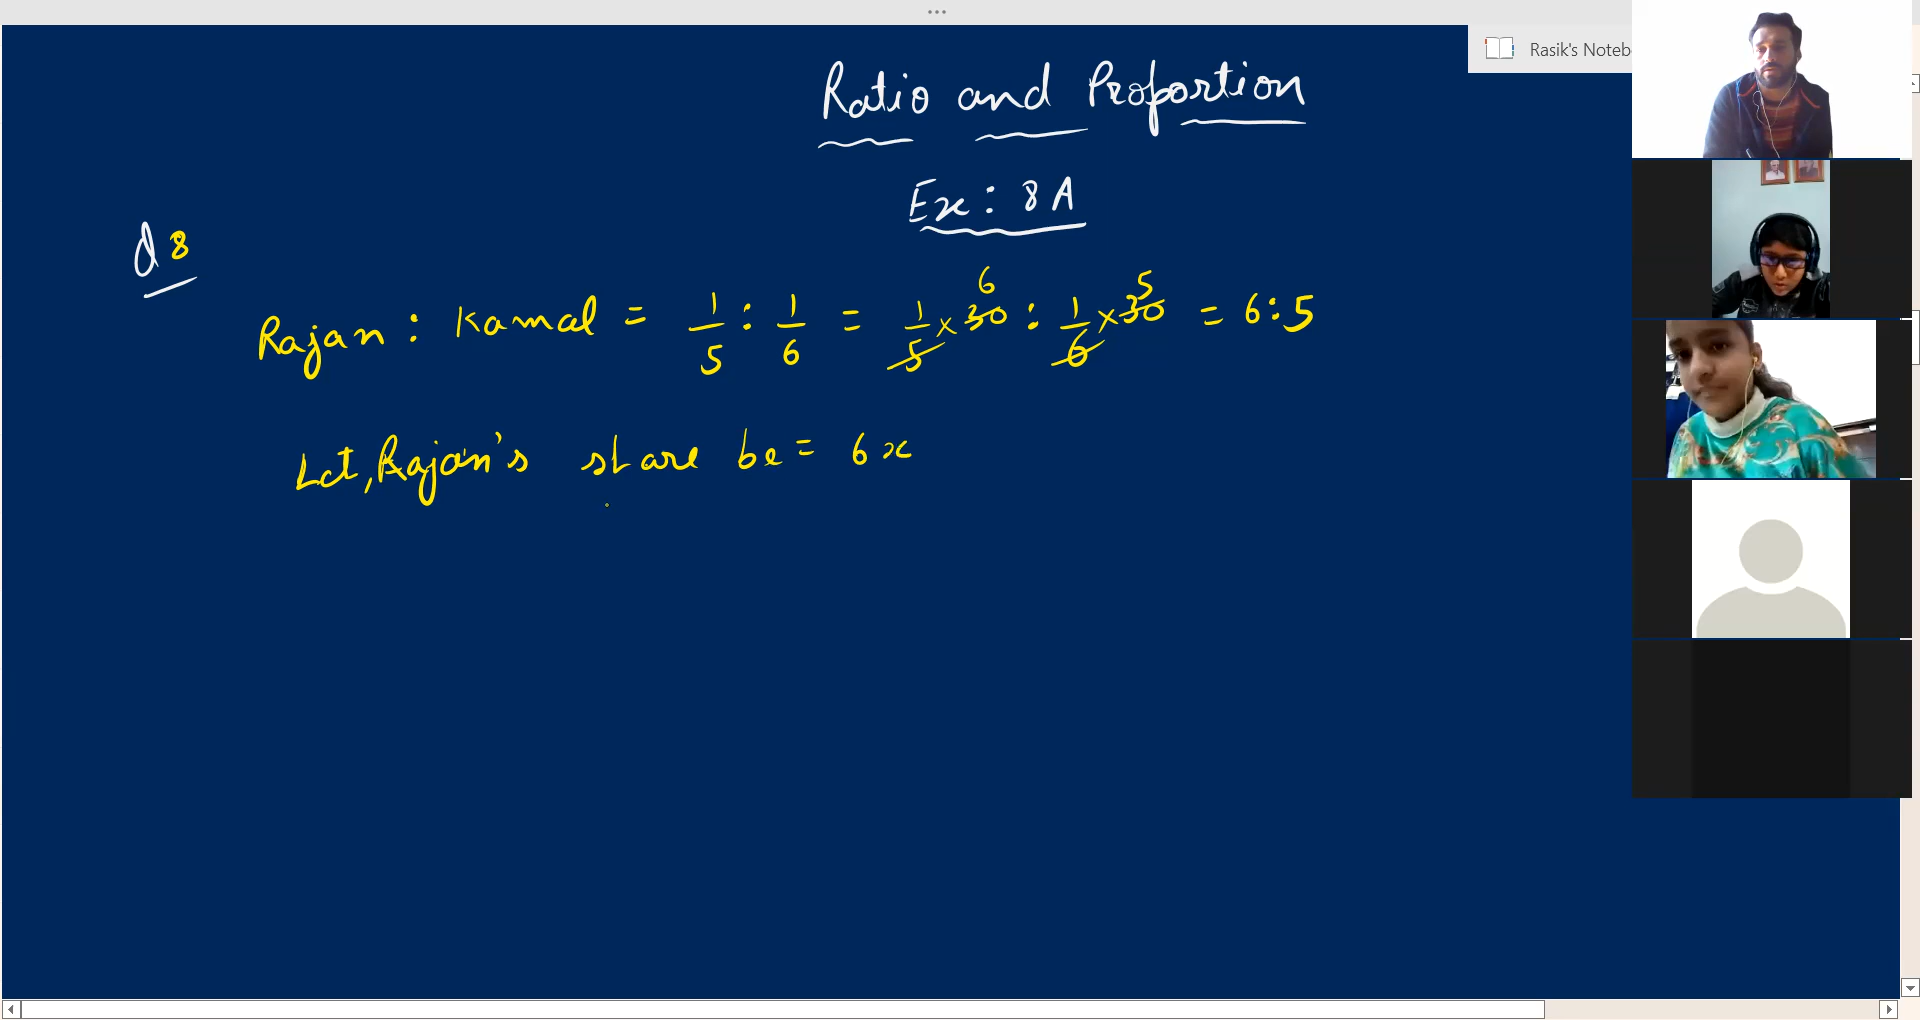 Rasik's Noteb
Ratio and Proportion
Ex: 8A
Q 8
Rajan : Kamal = 1/5 : 1/6 = 1/5 × 30 6 : 1/6 × 30 5 = 6:5
Let, Rajan's share be = 6x